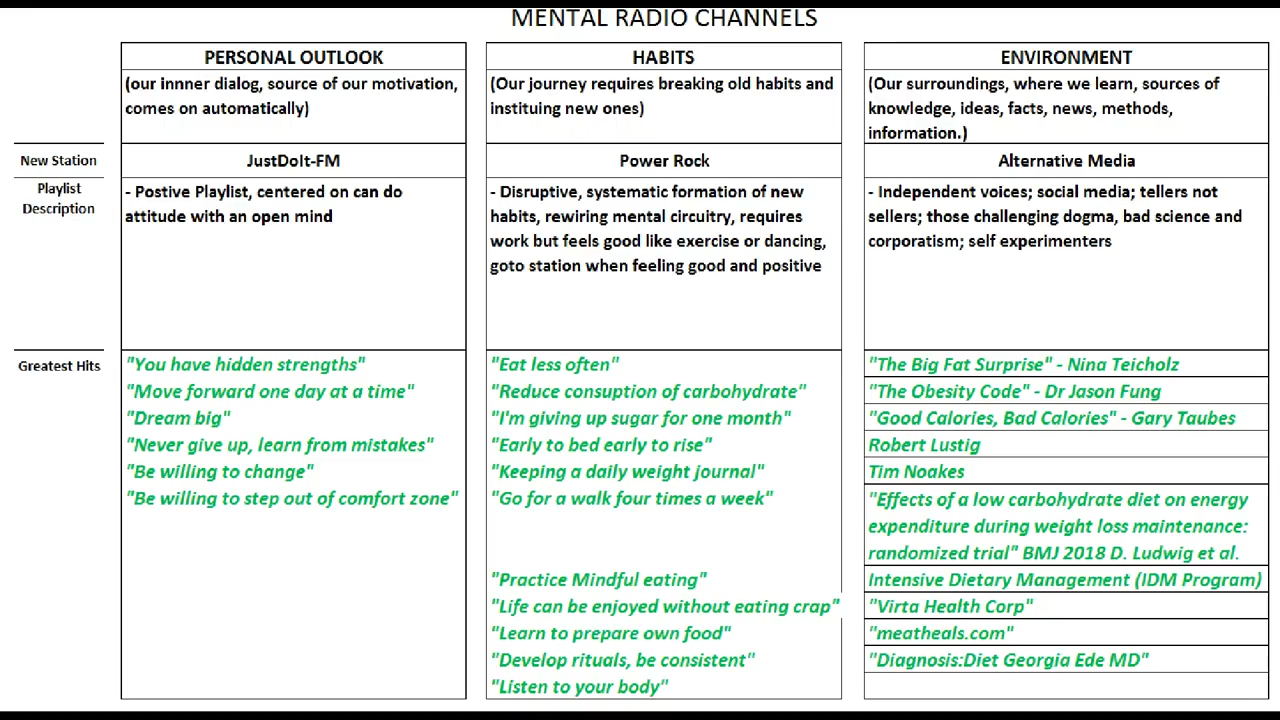 MENTAL RADIO CHANNELS
PERSONAL OUTLOOK
(our innner dialog, source of our motivation,
comes on automatically)
HABITS
(Our journey requires breaking old habits and
instituing new ones)
ENVIRONMENT
(Our surroundings, where we learn, sources of
knowledge, ideas, facts, news, methods,
information.)
New Station
JustDoIt-FM
Power Rock
Alternative Media
Playlist
Description
- Postive Playlist, centered on can do
attitude with an open mind
- Disruptive, systematic formation of new
habits, rewiring mental circuitry, requires
work but feels good like exercise or dancing,
goto station when feeling good and positive
- Independent voices; social media; tellers not
sellers; those challenging dogma, bad science and
corporatism; self experimenters
Greatest Hits
"You have hidden strengths"
"Move forward one day at a time"
"Dream big"
"Never give up, learn from mistakes"
"Be willing to change"
"Be willing to step out of comfort zone"
"Eat less often"
"Reduce consuption of carbohydrate"
"I'm giving up sugar for one month"
"Early to bed early to rise"
"Keeping a daily weight journal"
"Go for a walk four times a week"
"Practice Mindful eating"
"Life can be enjoyed without eating crap"
"Learn to prepare own food"
"Develop rituals, be consistent"
"Listen to your body"
"The Big Fat Surprise" - Nina Teicholz
"The Obesity Code" - Dr Jason Fung
"Good Calories, Bad Calories" - Gary Taubes
Robert Lustig
Tim Noakes
"Effects of a low carbohydrate diet on energy
expenditure during weight loss maintenance:
randomized trial" BMJ 2018 D. Ludwig et al.
Intensive Dietary Management (IDM Program)
"Virta Health Corp"
"meatheals.com"
"Diagnosis:Diet Georgia Ede MD"